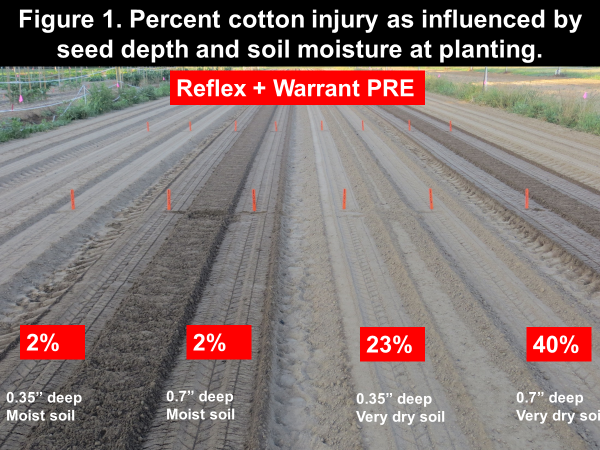 Figure 1. Percent cotton injury as influenced by
seed depth and soil moisture at planting.
Reflex + Warrant PRE
2%
2%
23%
40%
0.35” deep
Moist soil
0.7” deep
Moist soil
0.35” deep
Very dry soil
0.7” deep
Very dry soi